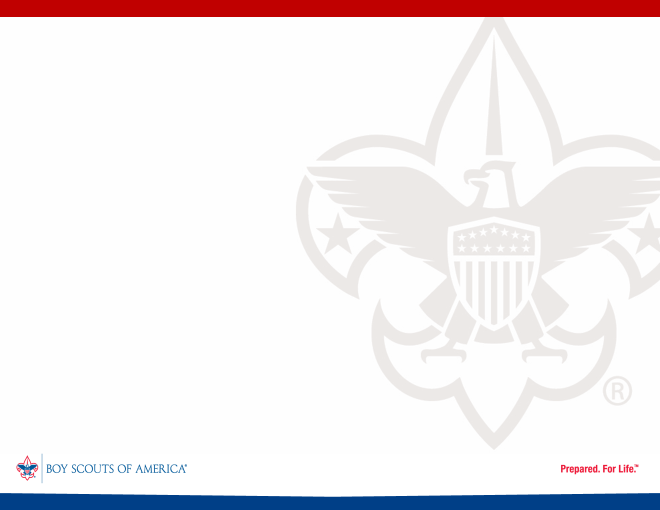 ®
BOY SCOUTS OF AMERICA®
Prepared. For Life.™